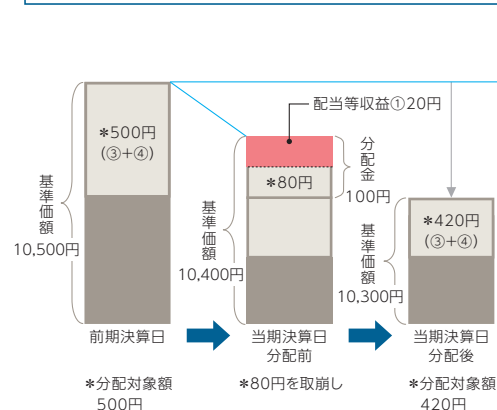 配当等収益①20円
＊500円
（③＋④）
＊80円
分配金
100円
＊420円
（③＋④）
基準価額
10,500円
基準価額
10,400円
基準価額
10,300円
前期決算日
当期決算日
分配前
当期決算日
分配後
＊分配対象額
500円
＊80円を取崩し
＊分配対象額
420円